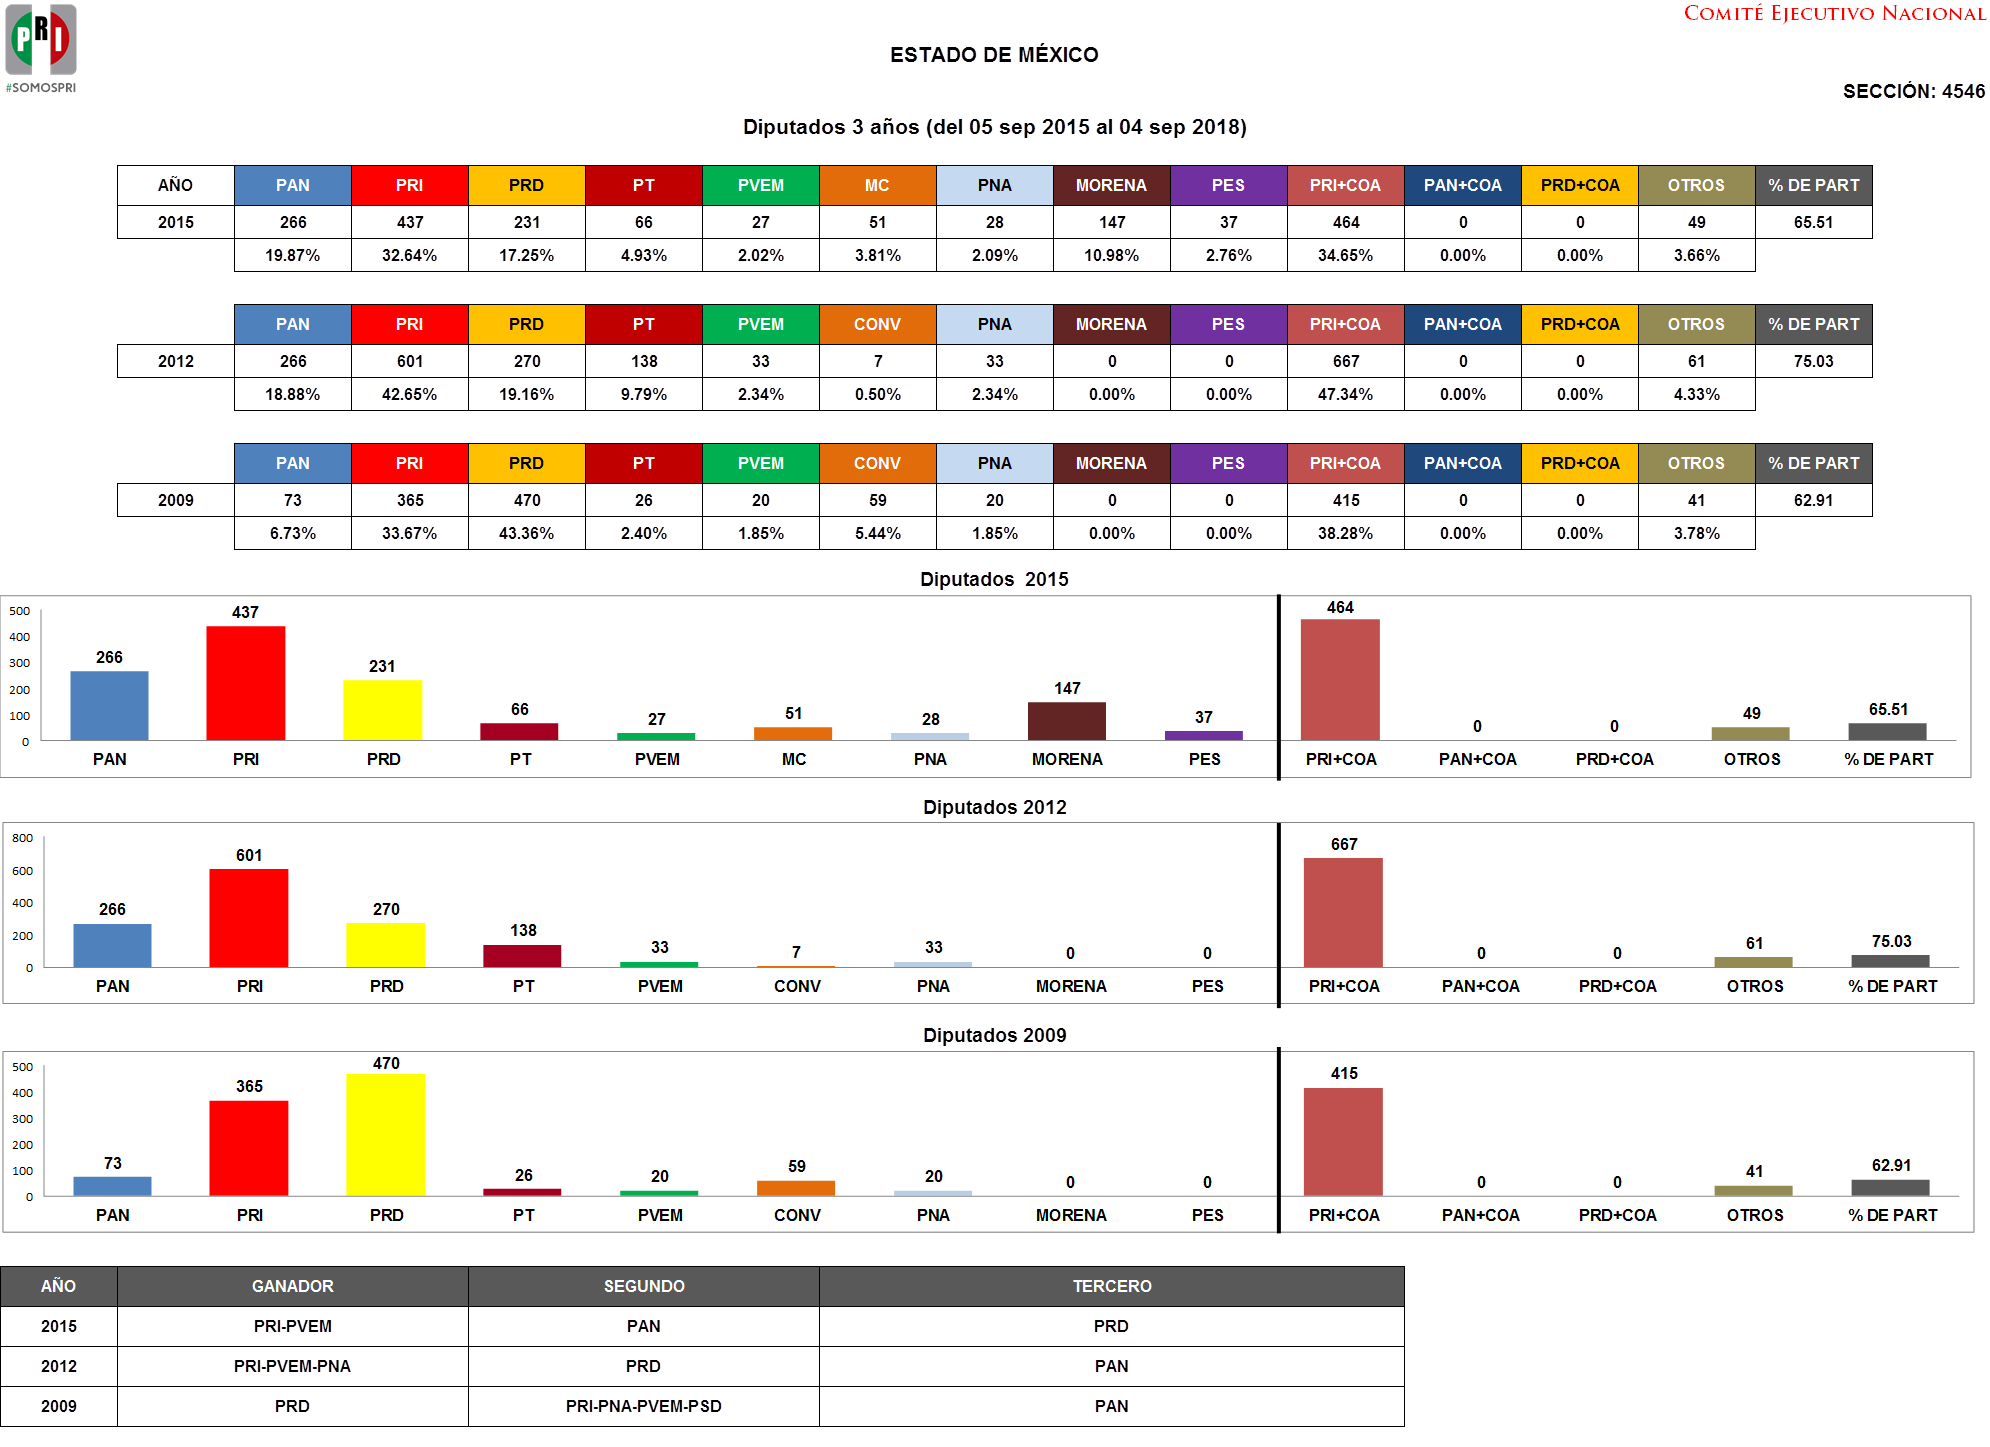 PRI
#SOMOSPRI
COMITÉ EJECUTIVO NACIONAL
ESTADO DE MÉXICO
SECCIÓN: 4546
Diputados 3 años (del 05 sep 2015 al 04 sep 2018)
AÑO PAN PRI PRD PT PVEM MC PNA MORENA PES PRI+COA PAN+COA PRD+COA OTROS % DE PART
2015 266 437 231 66 27 51 28 147 37 464 0 0 49 65.51
19.87% 32.64% 17.25% 4.93% 2.02% 3.81% 2.09% 10.98% 2.76% 34.65% 0.00% 0.00% 3.66%
PAN PRI PRD PT PVEM CONV PNA MORENA PES PRI+COA PAN+COA PRD+COA OTROS % DE PART
2012 266 601 270 138 33 7 33 0 0 667 0 0 61 75.03
18.88% 42.65% 19.16% 9.79% 2.34% 0.50% 2.34% 0.00% 0.00% 47.34% 0.00% 0.00% 4.33%
PAN PRI PRD PT PVEM CONV PNA MORENA PES PRI+COA PAN+COA PRD+COA OTROS % DE PART
2009 73 365 470 26 20 59 20 0 0 415 0 0 41 62.91
6.73% 33.67% 43.36% 2.40% 1.85% 5.44% 1.85% 0.00% 0.00% 38.28% 0.00% 0.00% 3.78%
Diputados 2015
500
400
300
200
100
0
266 437 231 66 27 51 28 147 37 464 0 0 49 65.51
PAN PRI PRD PT PVEM MC PNA MORENA PES PRI+COA PAN+COA PRD+COA OTROS % DE PART
Diputados 2012
800
600
400
200
0
266 601 270 138 33 7 33 0 0 667 0 0 61 75.03
PAN PRI PRD PT PVEM CONV PNA MORENA PES PRI+COA PAN+COA PRD+COA OTROS % DE PART
Diputados 2009
500
400
300
200
100
0
73 365 470 26 20 59 20 0 0 415 0 0 41 62.91
PAN PRI PRD PT PVEM CONV PNA MORENA PES PRI+COA PAN+COA PRD+COA OTROS % DE PART
AÑO GANADOR SEGUNDO TERCERO
2015 PRI-PVEM PAN PRD
2012 PRI-PVEM-PNA PRD PAN
2009 PRD PRI-PNA-PVEM-PSD PAN